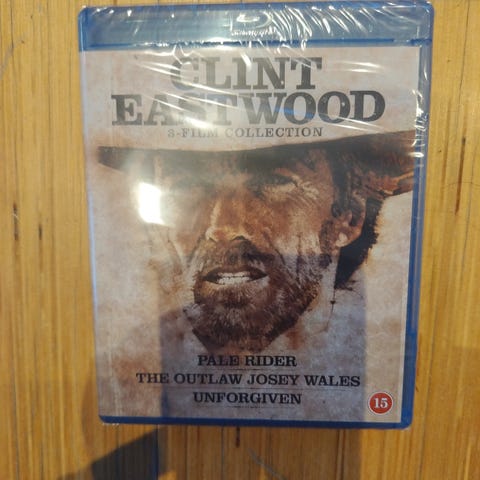 CLINT
EASTWOOD
3-FILM COLLECTION
PALE RIDER
THE OUTLAW JOSEY WALES
UNFORGIVEN
15